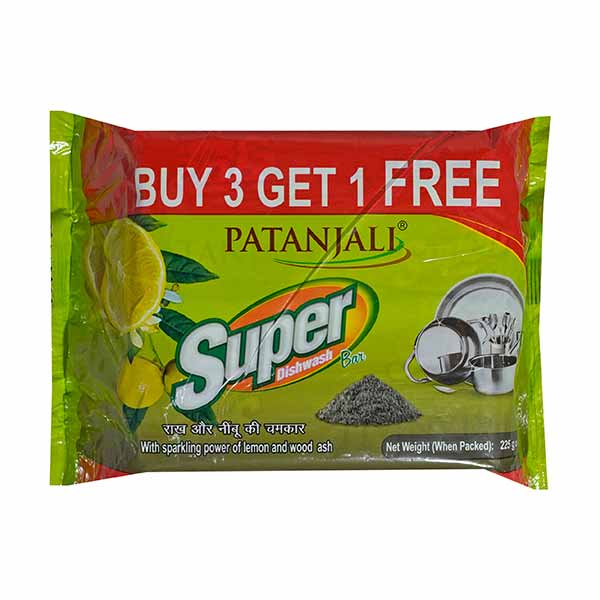 BUY 3 GET 1 FREE
PATANJALI®
Super
Dishwash
Bar
राख और नींबू की चमकार
With sparkling power of lemon and wood ash
Net Weight (When Packed): 225 g